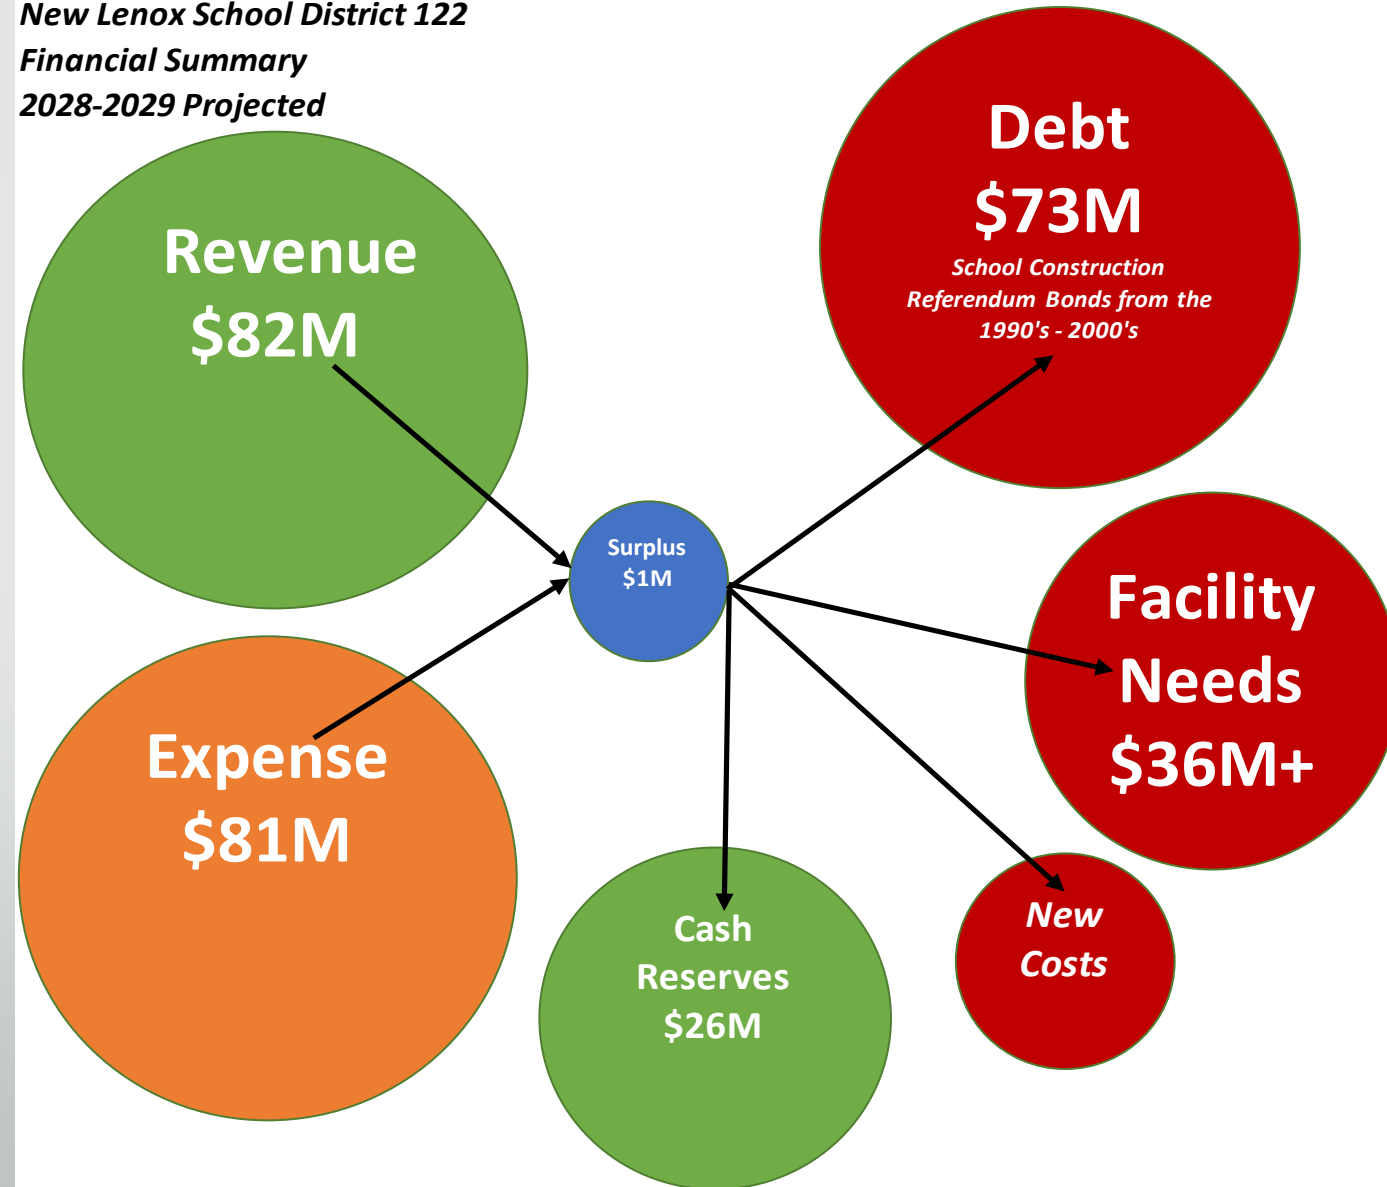 New Lenox School District 122
Financial Summary
2028-2029 Projected
Revenue
$82M
Expense
$81M
Surplus
$1M
Debt
$73M
School Construction
Referendum Bonds from the
1990's - 2000's
Facility
Needs
$36M+
New
Costs
Cash
Reserves
$26M